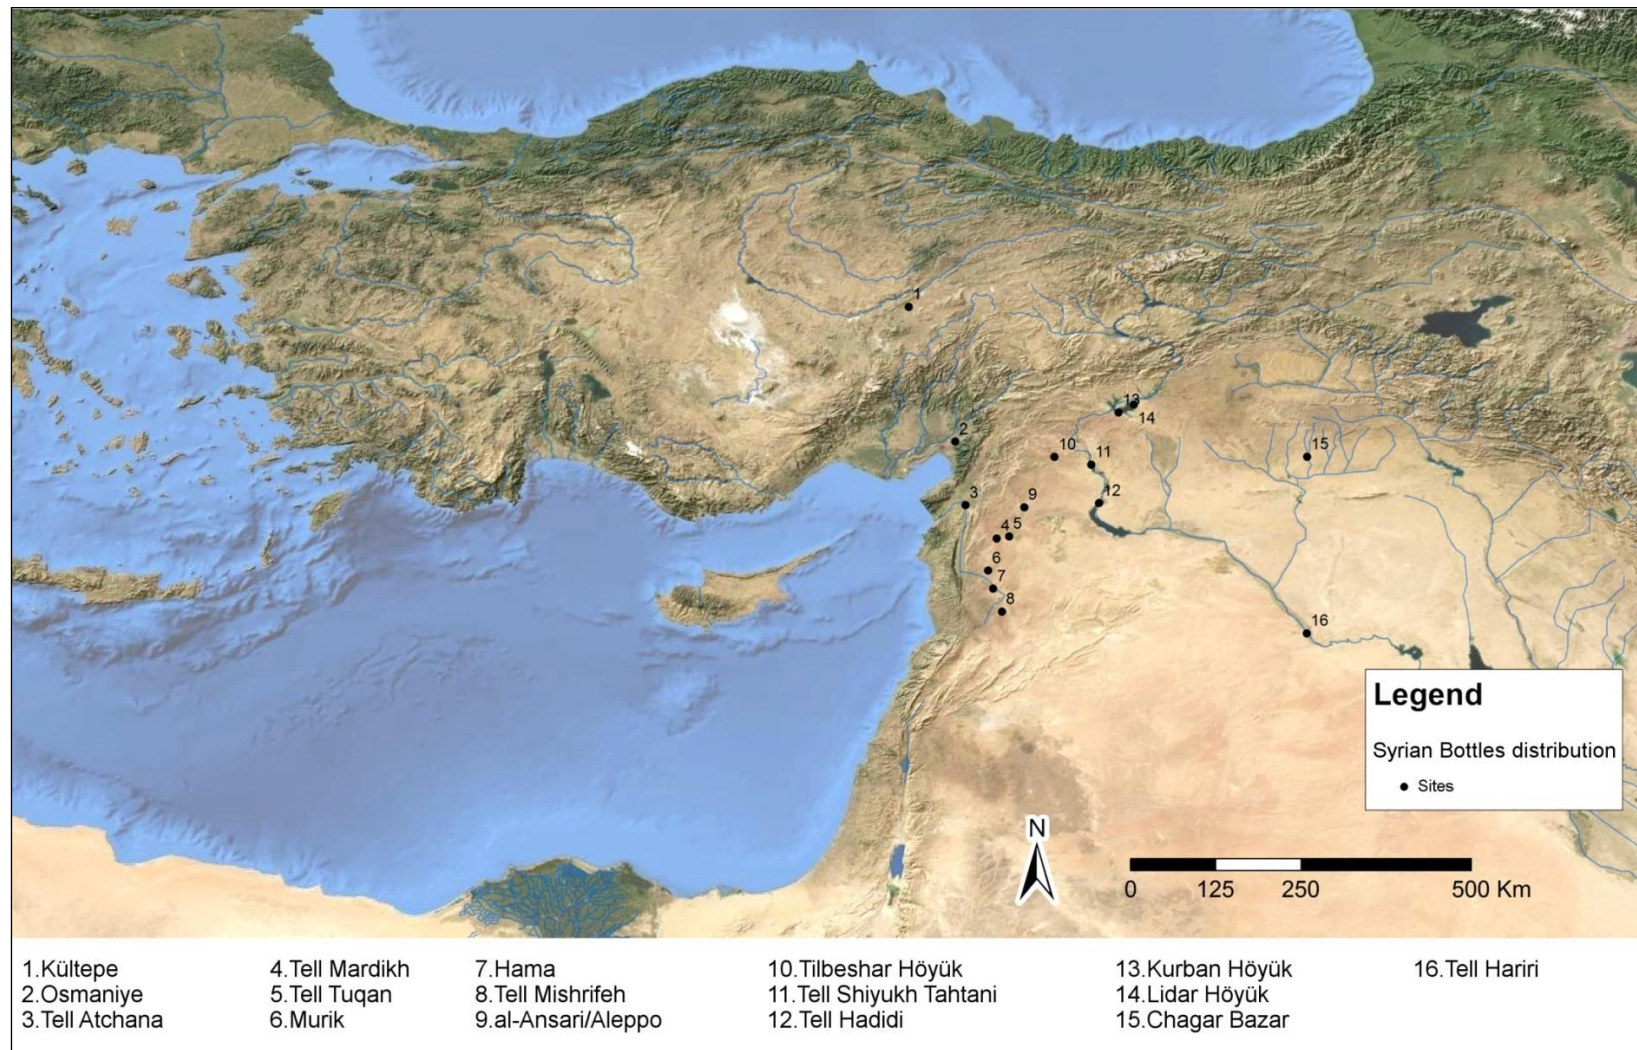 1
2
3
4
5
6
7
8
9
10
11
12
13
14
15
16
Legend
Syrian Bottles distribution
Sites
N
0 125 250 500 Km
1.Kültepe
2.Osmaniye
3.Tell Atchana
4.Tell Mardikh
5.Tell Tuqan
6.Murik
7.Hama
8.Tell Mishrifeh
9.al-Ansari/Aleppo
10.Tilbeshar Höyük
11.Tell Shiyukh Tahtani
12.Tell Hadidi
13.Kurban Höyük
14.Lidar Höyük
15.Chagar Bazar
16.Tell Hariri